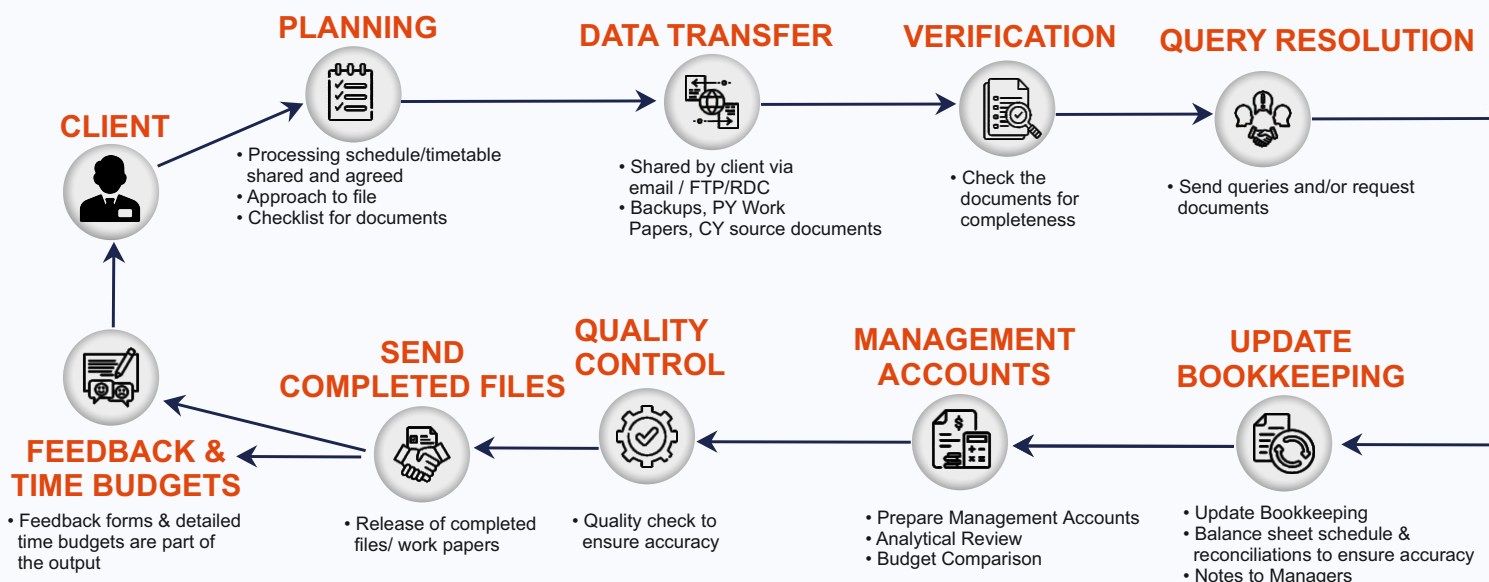 PLANNING
DATA TRANSFER
VERIFICATION
QUERY RESOLUTION
CLIENT
• Processing schedule/timetable
shared and agreed
• Approach to file
• Checklist for documents
• Shared by client via
email / FTP/RDC
• Backups, PY Work
Papers, CY source documents
• Check the
documents for
completeness
• Send queries and/or request
documents
UPDATE
BOOKKEEPING
• Update Bookkeeping
• Balance sheet schedule &
reconciliations to ensure accuracy
• Notes to Managers
MANAGEMENT
ACCOUNTS
• Prepare Management Accounts
• Analytical Review
• Budget Comparison
QUALITY
CONTROL
• Quality check to
ensure accuracy
SEND
COMPLETED FILES
• Release of completed
files/ work papers
FEEDBACK &
TIME BUDGETS
• Feedback forms & detailed
time budgets are part of
the output